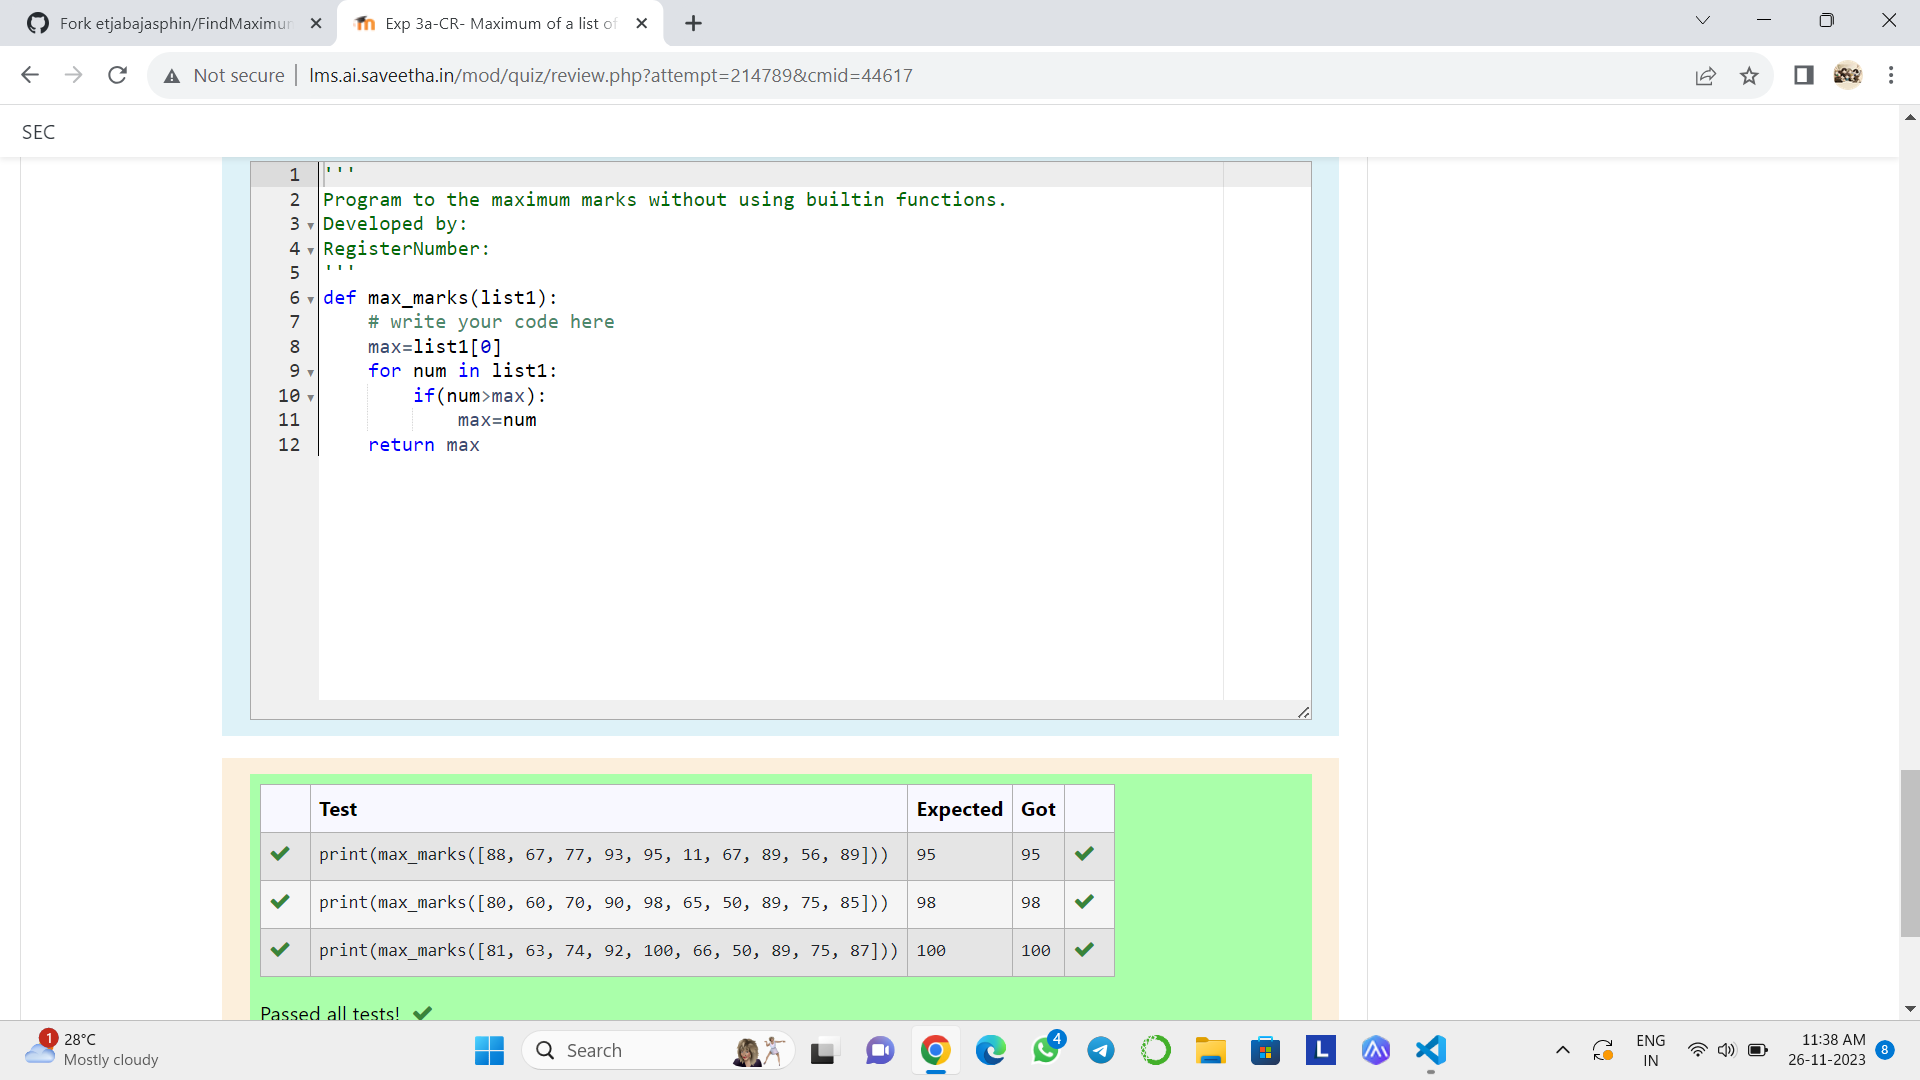 Fork etjabajasphin/FindMaximu
Exp 3a-CR- Maximum of a list of
Not secure
lms.ai.saveetha.in/mod/quiz/review.php?attempt=214789&cmid=44617
SEC
1 '''
2 Program to the maximum marks without using builtin functions.
3 Developed by:
4 RegisterNumber:
5 '''
6 def max_marks(list1):
7     # write your code here
8     max=list1[0]
9     for num in list1:
10         if(num>max):
11             max=num
12     return max
Test Expected Got
print(max_marks([88, 67, 77, 93, 95, 11, 67, 89, 56, 89])) 95 95
print(max_marks([80, 60, 70, 90, 98, 65, 50, 89, 75, 85])) 98 98
print(max_marks([81, 63, 74, 92, 100, 66, 50, 89, 75, 87])) 100 100
Passed all tests!
1
28°C
Mostly cloudy
Search
4
L
ENG
IN
11:38 AM
26-11-2023
8